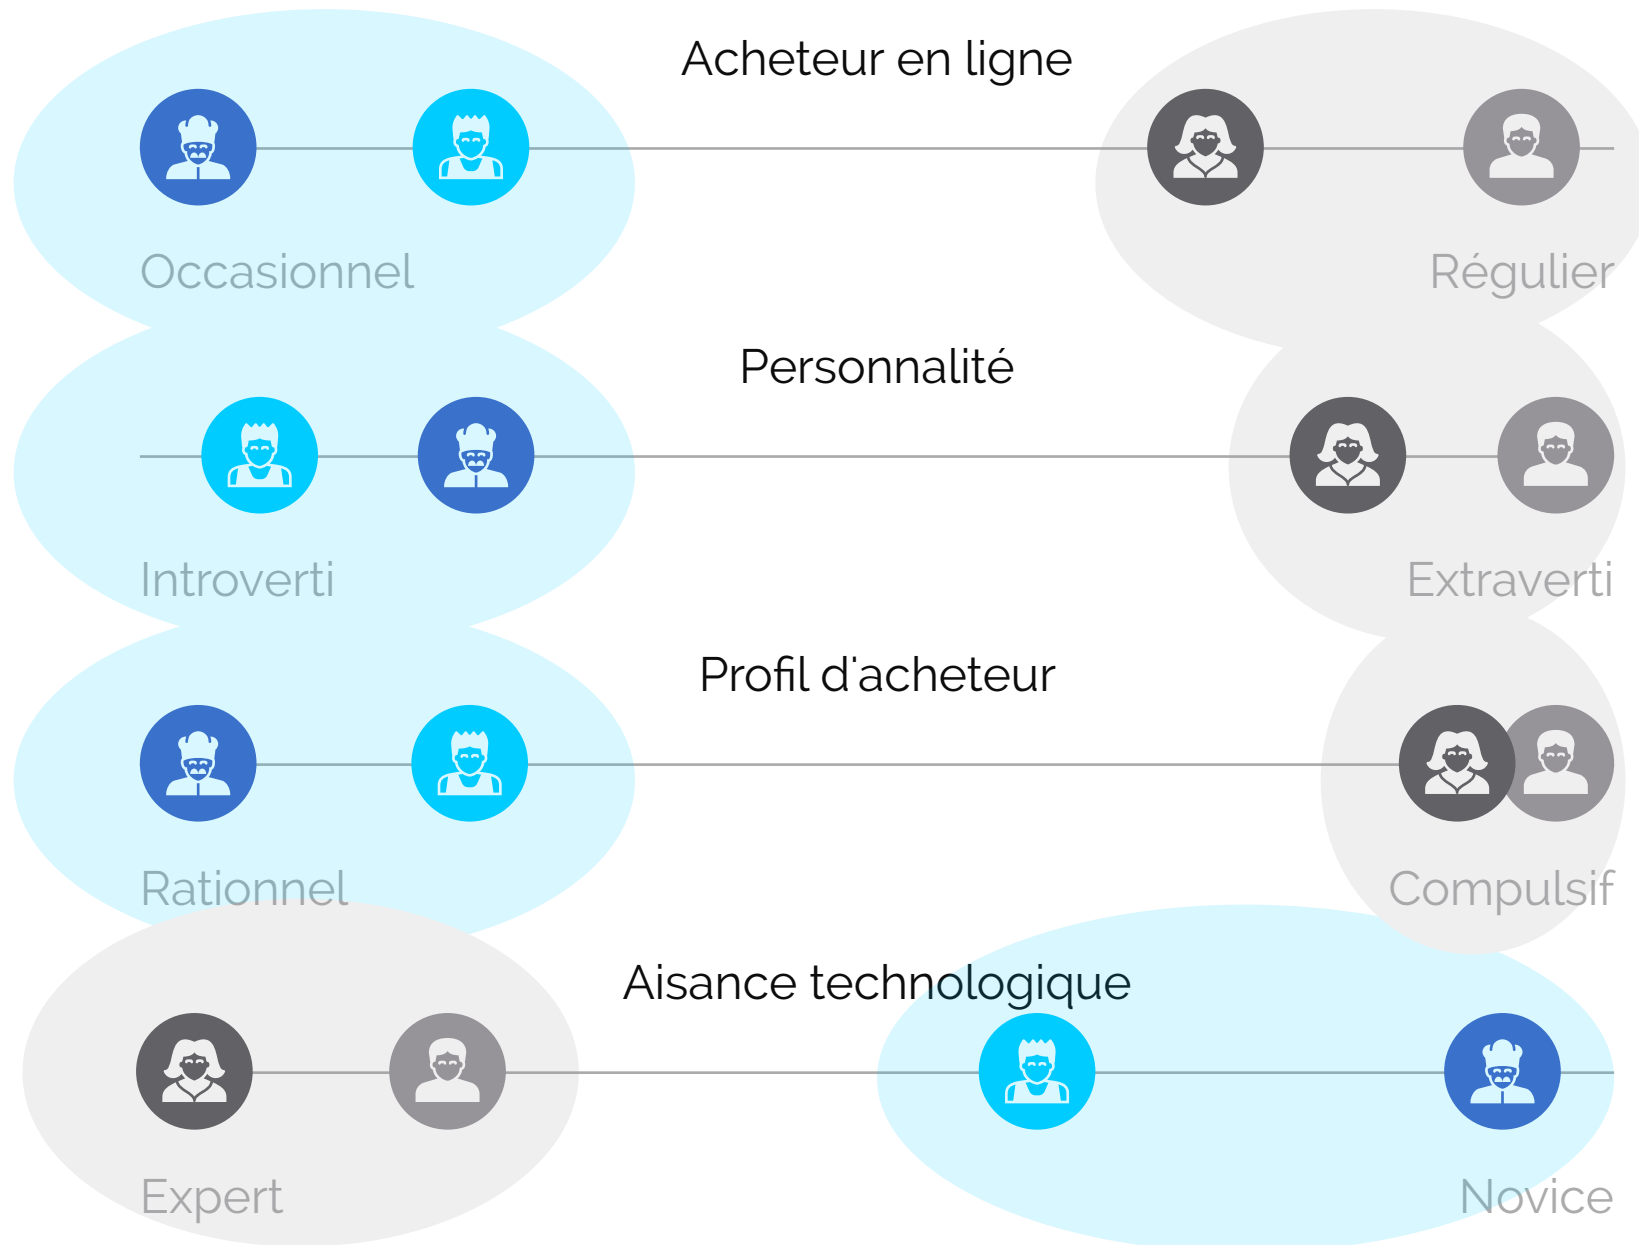 Acheteur en ligne
Occasionnel
Régulier
Personnalité
Introverti
Extraverti
Profil d'acheteur
Rationnel
Compulsif
Aisance technologique
Expert
Novice